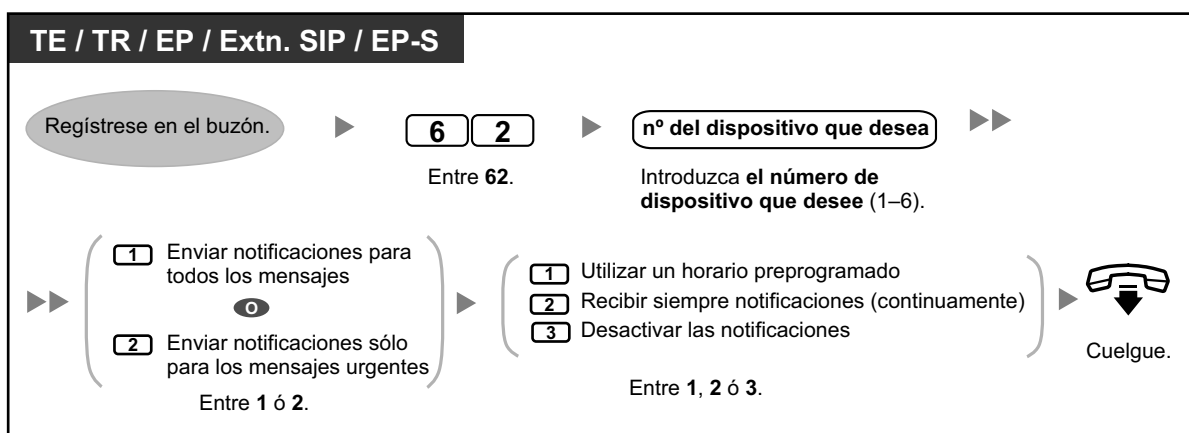 TE / TR / EP / Extn. SIP / EP-S
Regístrese en el buzón.
6 2
nº del dispositivo que desea
Entre 62.
Introduzca el número de
dispositivo que desee (1–6).
1 Enviar notificaciones para
todos los mensajes
O
2 Enviar notificaciones sólo
para los mensajes urgentes
Entre 1 ó 2.
1 Utilizar un horario preprogramado
2 Recibir siempre notificaciones (continuamente)
3 Desactivar las notificaciones
Entre 1, 2 ó 3.
Cuelgue.